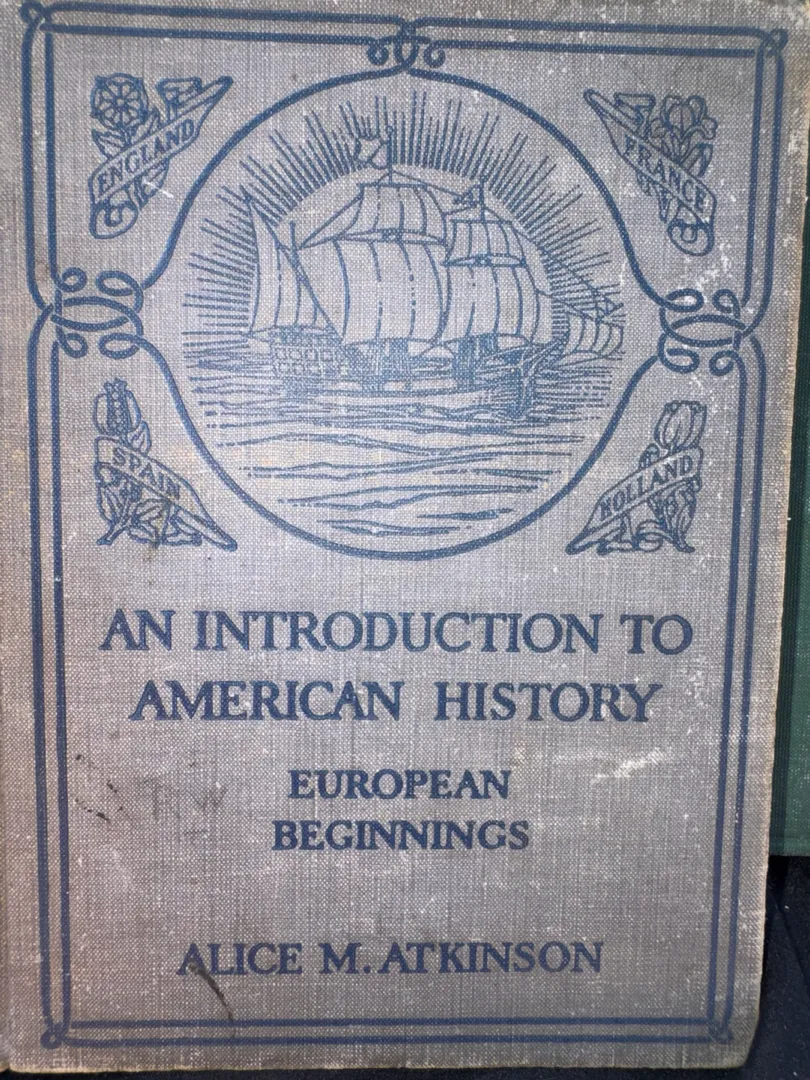 ENGLAND
FRANCE
SPAIN
HOLLAND
AN INTRODUCTION TO
AMERICAN HISTORY
EUROPEAN
BEGINNINGS
ALICE M. ATKINSON